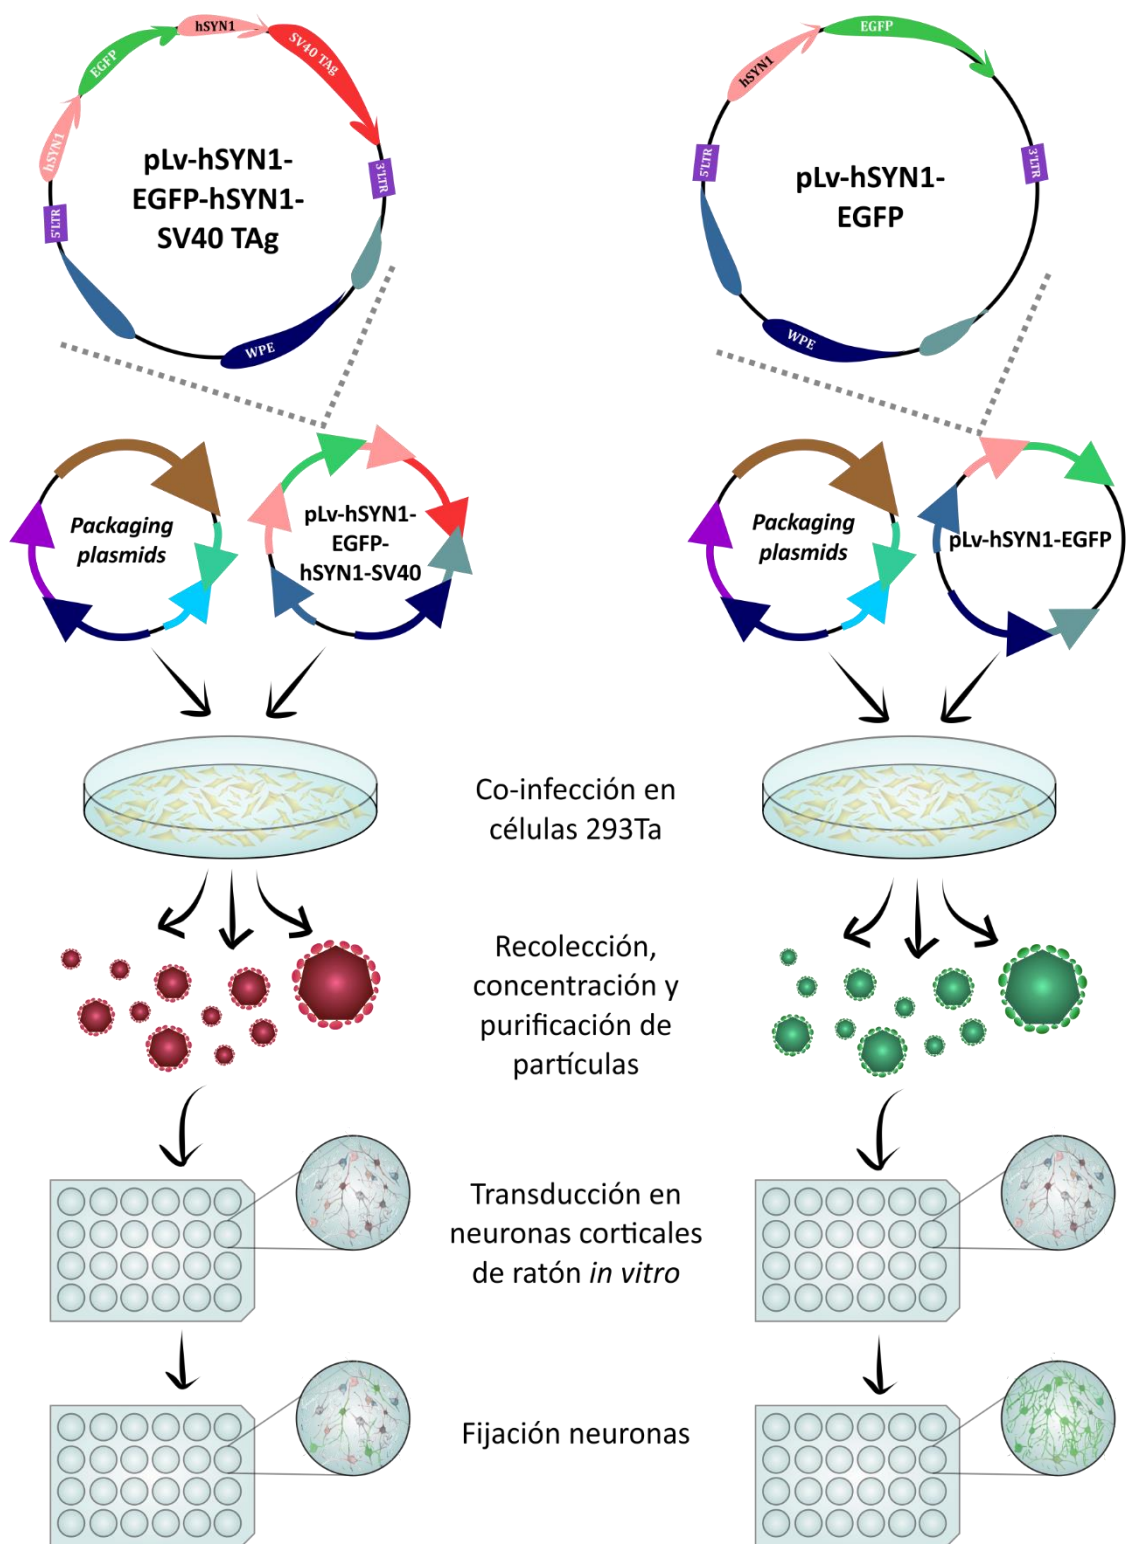 hSYN1
EGFP
hSYN1
SV40 TAg
5'LTR
3'LTR
WPE
pLv-hSYN1-
EGFP-hSYN1-
SV40 TAg
hSYN1
EGFP
5'LTR
3'LTR
WPE
pLv-hSYN1-
EGFP
Packaging
plasmids
pLv-hSYN1-
EGFP-
hSYN1-SV40
Packaging
plasmids
pLv-hSYN1-EGFP
Co-infección en
células 293Ta
Recolección,
concentración y
purificación de
partículas
Transducción en
neuronas corticales
de ratón in vitro
Fijación neuronas